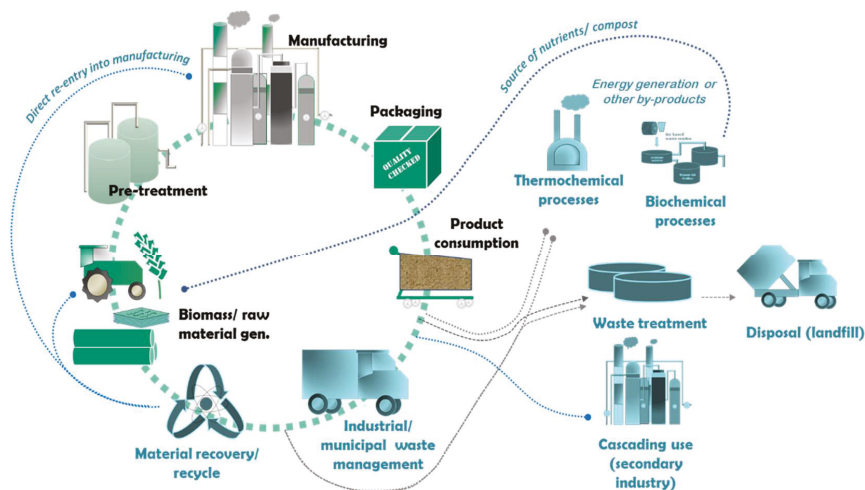 Manufacturing
Direct re-entry into manufacturing
Source of nutrients/ compost
Energy generation or
other by-products
Packaging
QUALITY
CHECKED
Pre-treatment
Thermochemical
processes
Biochemical
processes
Product
consumption
Biomass/ raw
material gen.
Waste treatment
Disposal (landfill)
Industrial/
municipal waste
management
Material recovery/
recycle
Cascading use
(secondary
industry)